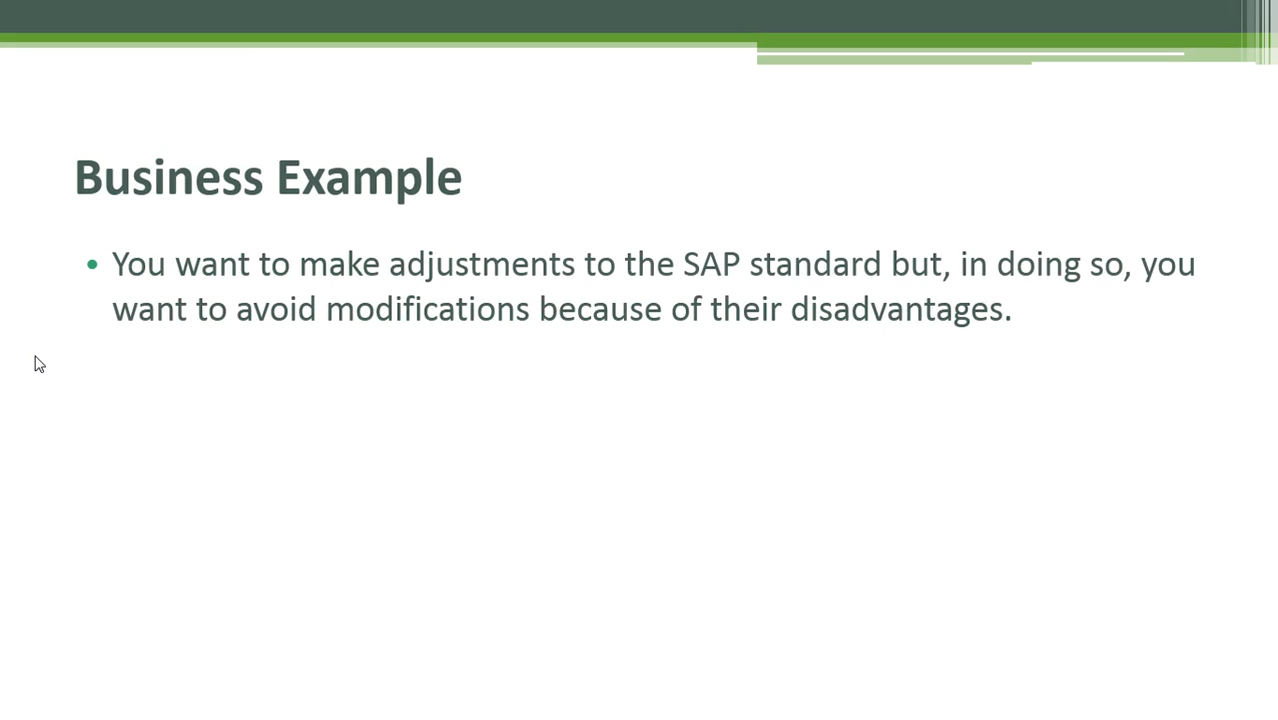 Business Example
• You want to make adjustments to the SAP standard but, in doing so, you
want to avoid modifications because of their disadvantages.